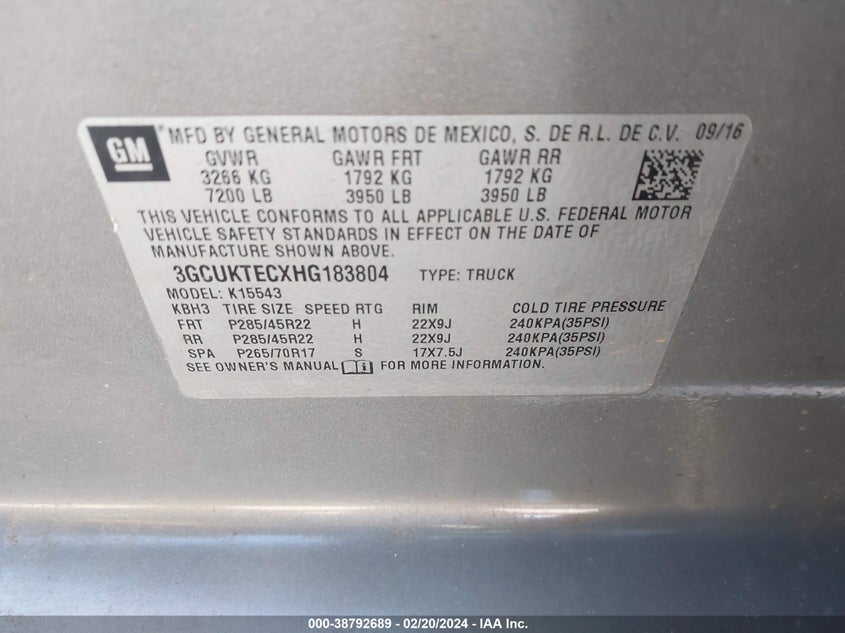 GM
MFD BY GENERAL MOTORS DE MEXICO, S. DE R.L. DE C.V. 09/16
GVWR GAWR FRT GAWR RR
3266 KG 1792 KG 1792 KG
7200 LB 3950 LB 3950 LB
THIS VEHICLE CONFORMS TO ALL APPLICABLE U.S. FEDERAL MOTOR
VEHICLE SAFETY STANDARDS IN EFFECT ON THE DATE OF
MANUFACTURE SHOWN ABOVE.
3GCUKTECXHG183804 TYPE: TRUCK
MODEL: K15543
KBH3 TIRE SIZE SPEED RTG RIM COLD TIRE PRESSURE
FRT P285/45R22 H 22X9J 240KPA(35PSI)
RR P285/45R22 H 22X9J 240KPA(35PSI)
SPA P265/70R17 S 17X7.5J 240KPA(35PSI)
SEE OWNER'S MANUAL FOR MORE INFORMATION.
000-38792689 - 02/20/2024 - IAA Inc.